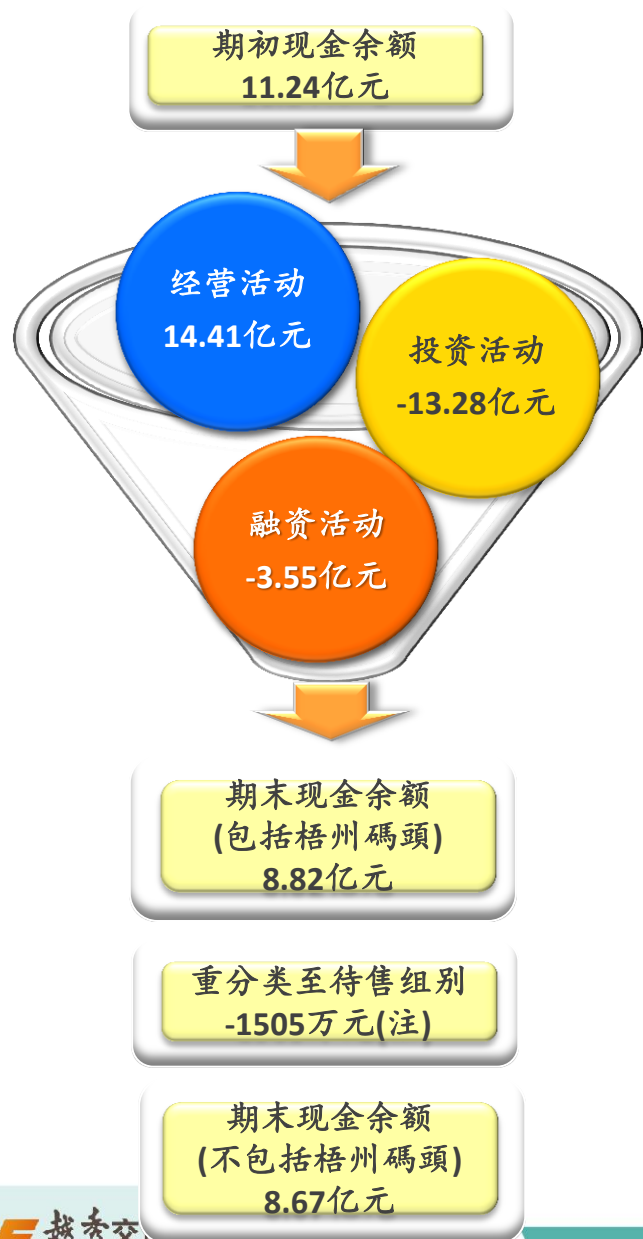 期初现金余额
11.24亿元
经营活动
14.41亿元
投资活动
-13.28亿元
融资活动
-3.55亿元
期末现金余额
(包括梧州碼頭)
8.82亿元
重分类至待售组别
-1505万元(注)
期末现金余额
(不包括梧州碼頭)
8.67亿元
越秀交